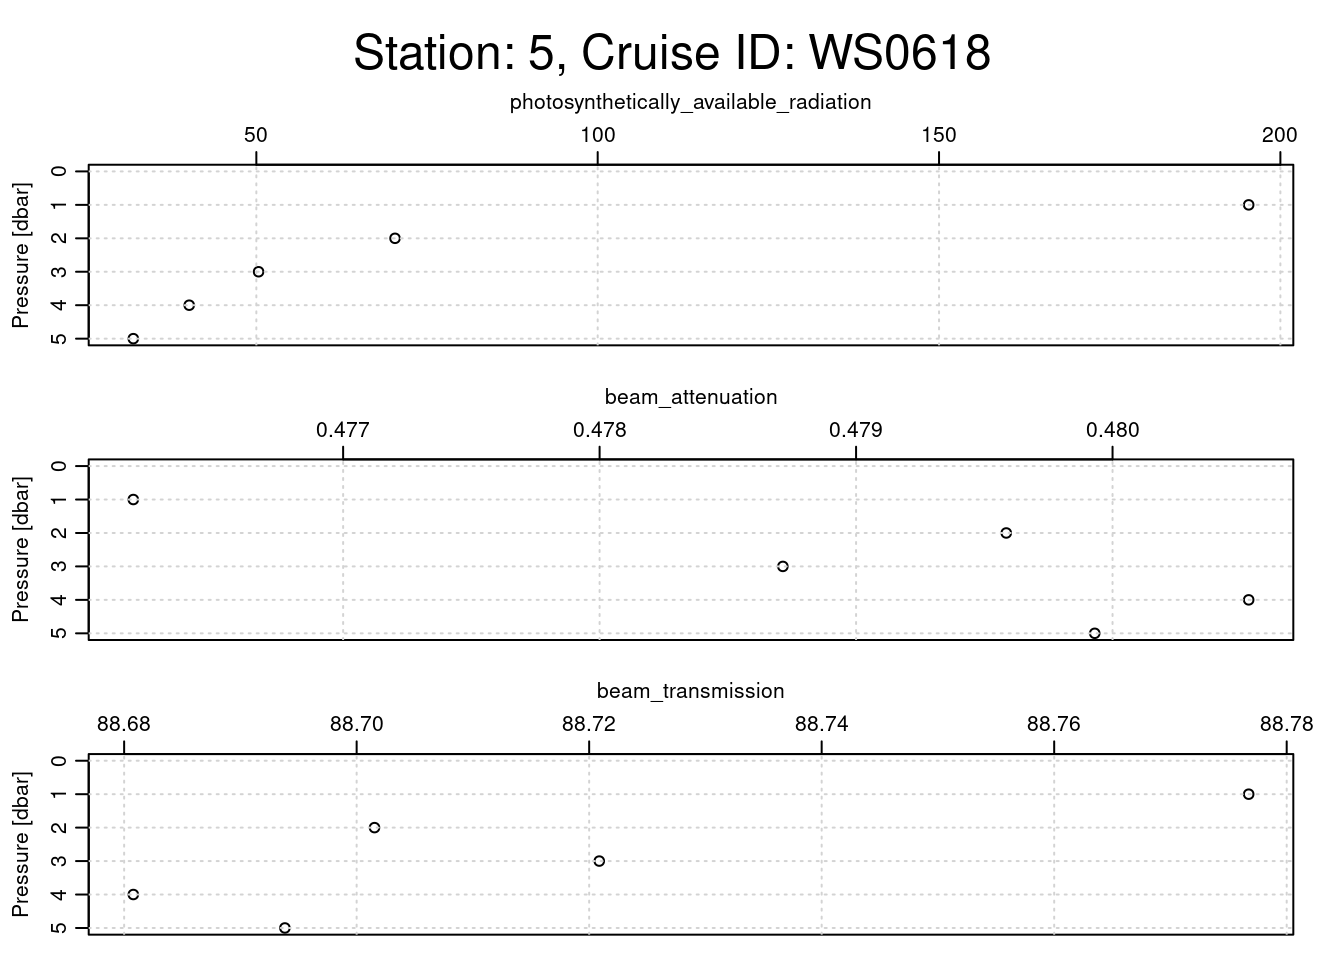 Station: 5, Cruise ID: WS0618
photosynthetically_available_radiation
50 100 150 200
Pressure [dbar]
0
1
2
3
4
5
beam_attenuation
0.477 0.478 0.479 0.480
Pressure [dbar]
0
1
2
3
4
5
beam_transmission
88.68 88.70 88.72 88.74 88.76 88.78
Pressure [dbar]
0
1
2
3
4
5